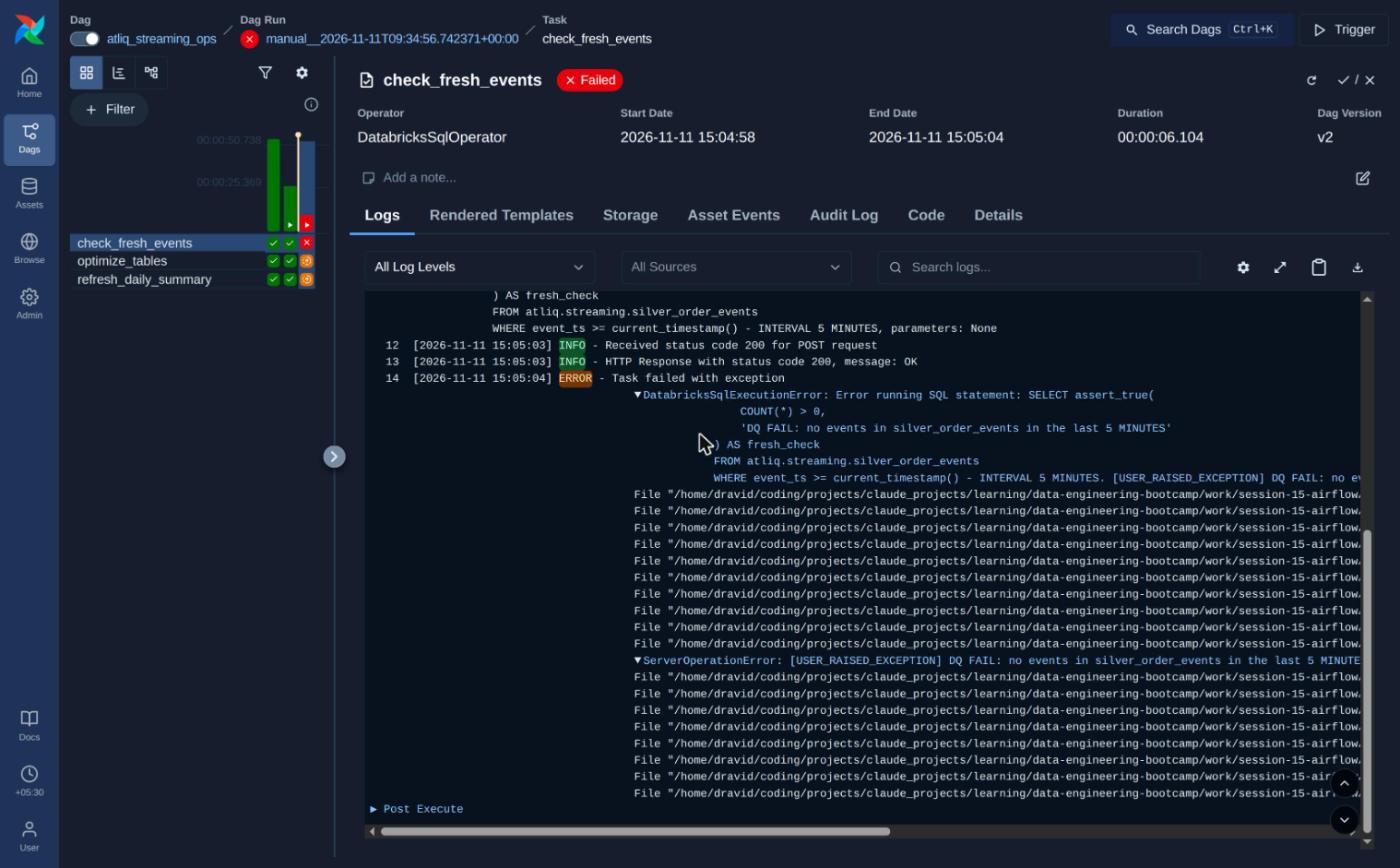 Dag
atliq_streaming_ops
Dag Run
manual__2026-11-11T09:34:56.742371+00:00
Task
check_fresh_events
Search Dags Ctrl+K
Trigger
Home
Dags
Assets
Browse
Admin
Docs
+05:30
User
Filter
00:00:50.738
00:00:25.369
check_fresh_events
optimize_tables
refresh_daily_summary
check_fresh_events Failed
/
Operator Start Date End Date Duration Dag Version
DatabricksSqlOperator 2026-11-11 15:04:58 2026-11-11 15:05:04 00:00:06.104 v2
Add a note...
Logs Rendered Templates Storage Asset Events Audit Log Code Details
All Log Levels All Sources Search logs...
) AS fresh_check
FROM atliq.streaming.silver_order_events
WHERE event_ts >= current_timestamp() - INTERVAL 5 MINUTES, parameters: None
12 [2026-11-11 15:05:03] INFO - Received status code 200 for POST request
13 [2026-11-11 15:05:03] INFO - HTTP Response with status code 200, message: OK
14 [2026-11-11 15:05:04] ERROR - Task failed with exception
▼DatabricksSqlExecutionError: Error running SQL statement: SELECT assert_true(
COUNT(*) > 0,
'DQ FAIL: no events in silver_order_events in the last 5 MINUTES'
) AS fresh_check
FROM atliq.streaming.silver_order_events
WHERE event_ts >= current_timestamp() - INTERVAL 5 MINUTES. [USER_RAISED_EXCEPTION] DQ FAIL: no ev
File "/home/dravid/coding/projects/claude_projects/learning/data-engineering-bootcamp/work/session-15-airflow/
File "/home/dravid/coding/projects/claude_projects/learning/data-engineering-bootcamp/work/session-15-airflow/
File "/home/dravid/coding/projects/claude_projects/learning/data-engineering-bootcamp/work/session-15-airflow/
File "/home/dravid/coding/projects/claude_projects/learning/data-engineering-bootcamp/work/session-15-airflow/
File "/home/dravid/coding/projects/claude_projects/learning/data-engineering-bootcamp/work/session-15-airflow/
File "/home/dravid/coding/projects/claude_projects/learning/data-engineering-bootcamp/work/session-15-airflow/
File "/home/dravid/coding/projects/claude_projects/learning/data-engineering-bootcamp/work/session-15-airflow/
File "/home/dravid/coding/projects/claude_projects/learning/data-engineering-bootcamp/work/session-15-airflow/
File "/home/dravid/coding/projects/claude_projects/learning/data-engineering-bootcamp/work/session-15-airflow/
File "/home/dravid/coding/projects/claude_projects/learning/data-engineering-bootcamp/work/session-15-airflow/
▼ServerOperationError: [USER_RAISED_EXCEPTION] DQ FAIL: no events in silver_order_events in the last 5 MINUTE
File "/home/dravid/coding/projects/claude_projects/learning/data-engineering-bootcamp/work/session-15-airflow/
File "/home/dravid/coding/projects/claude_projects/learning/data-engineering-bootcamp/work/session-15-airflow/
File "/home/dravid/coding/projects/claude_projects/learning/data-engineering-bootcamp/work/session-15-airflow/
File "/home/dravid/coding/projects/claude_projects/learning/data-engineering-bootcamp/work/session-15-airflow/
File "/home/dravid/coding/projects/claude_projects/learning/data-engineering-bootcamp/work/session-15-airflow/
File "/home/dravid/coding/projects/claude_projects/learning/data-engineering-bootcamp/work/session-15-airflow/
File "/home/dravid/coding/projects/claude_projects/learning/data-engineering-bootcamp/work/session-15-airf
File "/home/dravid/coding/projects/claude_projects/learning/data-engineering-bootcamp/work/session-15-airflow/
▶ Post Execute